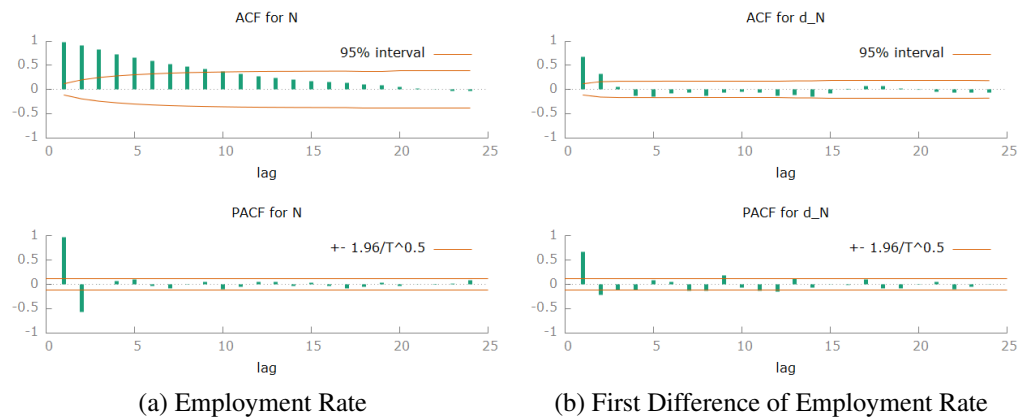 ACF for N
95% interval
1
0.5
0
-0.5
-1
0 5 10 15 20 25
lag
PACF for N
+- 1.96/T^0.5
1
0.5
0
-0.5
-1
0 5 10 15 20 25
lag
(a) Employment Rate
ACF for d_N
95% interval
1
0.5
0
-0.5
-1
0 5 10 15 20 25
lag
PACF for d_N
+- 1.96/T^0.5
1
0.5
0
-0.5
-1
0 5 10 15 20 25
lag
(b) First Difference of Employment Rate